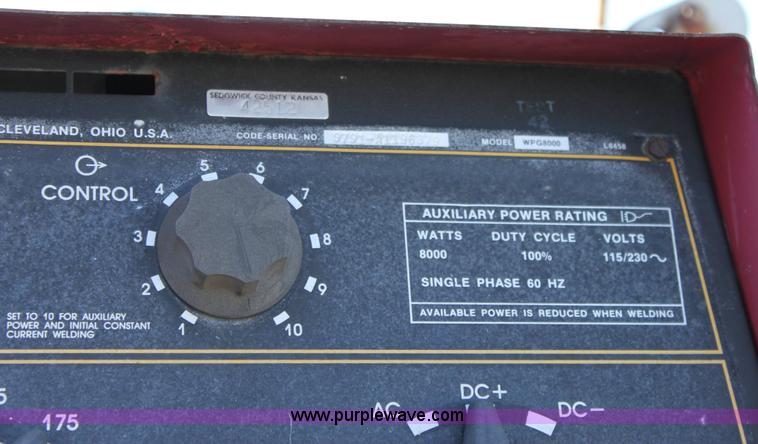 SEDGWICK COUNTY KANSAS
TEST
42
CLEVELAND, OHIO U.S.A.
CODE-SERIAL NO.
MODEL WPG8000
CONTROL
1
2
3
4
5
6
7
8
9
10
SET TO 10 FOR AUXILIARY
POWER AND INITIAL CONSTANT
CURRENT WELDING
AUXILIARY POWER RATING
WATTS DUTY CYCLE VOLTS
8000 100% 115/230
SINGLE PHASE 60 HZ
AVAILABLE POWER IS REDUCED WHEN WELDING
175
AC DC+ DC-
www.purplewave.com